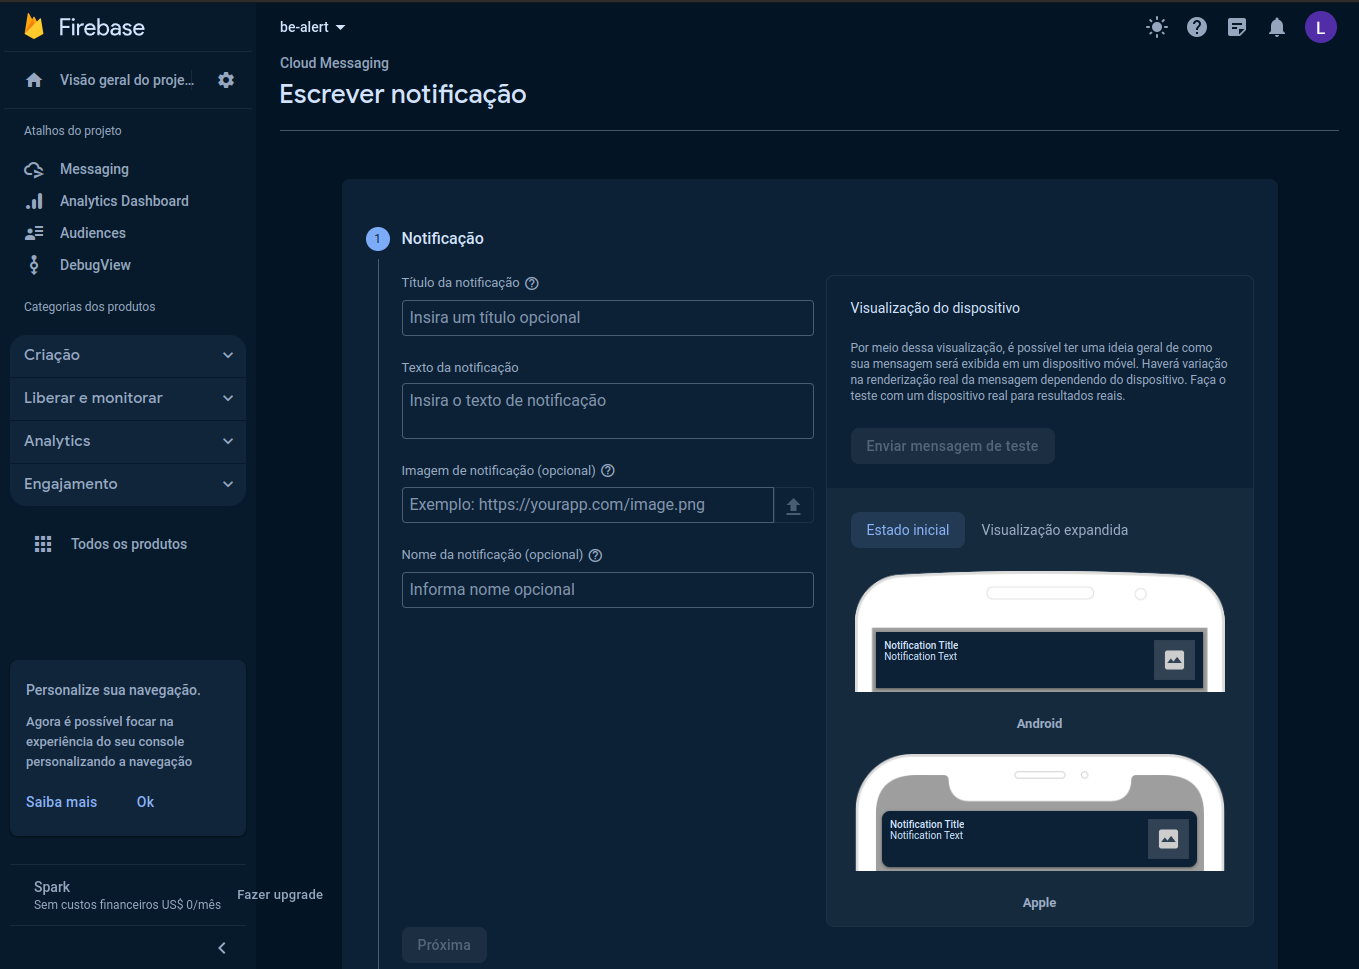 Firebase
be-alert
L
Visão geral do proje...
Cloud Messaging
Escrever notificação
Atalhos do projeto
Messaging
Analytics Dashboard
Audiences
DebugView
Categorias dos produtos
Criação
Liberar e monitorar
Analytics
Engajamento
Todos os produtos
Personalize sua navegação.
Agora é possível focar na
experiência do seu console
personalizando a navegação
Saiba mais
Ok
Spark
Sem custos financeiros US$ 0/mês
Fazer upgrade
1
Notificação
Título da notificação
Insira um título opcional
Texto da notificação
Insira o texto de notificação
Imagem de notificação (opcional)
Exemplo: https://yourapp.com/image.png
Nome da notificação (opcional)
Informa nome opcional
Próxima
Visualização do dispositivo
Por meio dessa visualização, é possível ter uma ideia geral de como
sua mensagem será exibida em um dispositivo móvel. Haverá variação
na renderização real da mensagem dependendo do dispositivo. Faça o
teste com um dispositivo real para resultados reais.
Enviar mensagem de teste
Estado inicial
Visualização expandida
Notification Title
Notification Text
Android
Notification Title
Notification Text
Apple